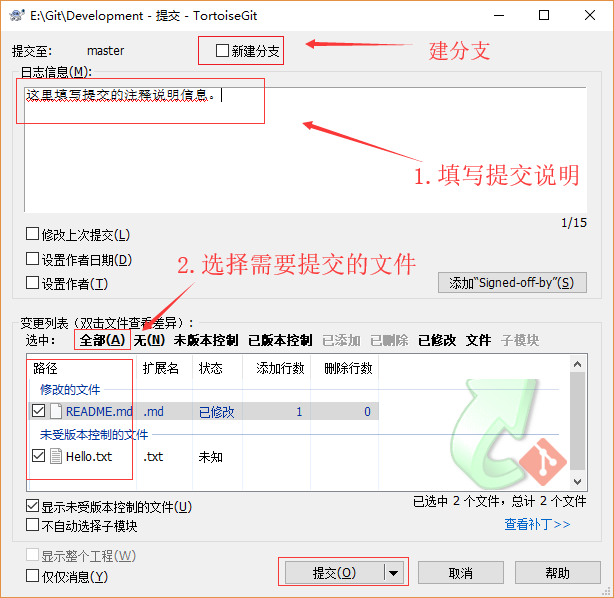 E:\Git\Development - 提交 - TortoiseGit
提交至: master 新建分支 建分支
日志信息(M):
这里填写提交的注释说明信息。
1.填写提交说明
1/15
修改上次提交(L)
设置作者日期(D)
设置作者(T)
2.选择需要提交的文件
添加“Signed-off-by”(S)
变更列表（双击文件查看差异）:
选中: 全部(A) 无(N) 未版本控制 已版本控制 已添加 已删除 已修改 文件 子模块
路径 扩展名 状态 添加行数 删除行数
修改的文件
README.md .md 已修改 1 0
未受版本控制的文件
Hello.txt .txt 未知
显示未受版本控制的文件(U) 已选中 2 个文件，总计 2 个文件
不自动选择子模块 查看补丁>>
显示整个工程(W)
仅仅消息(Y) 提交(O) 取消 帮助